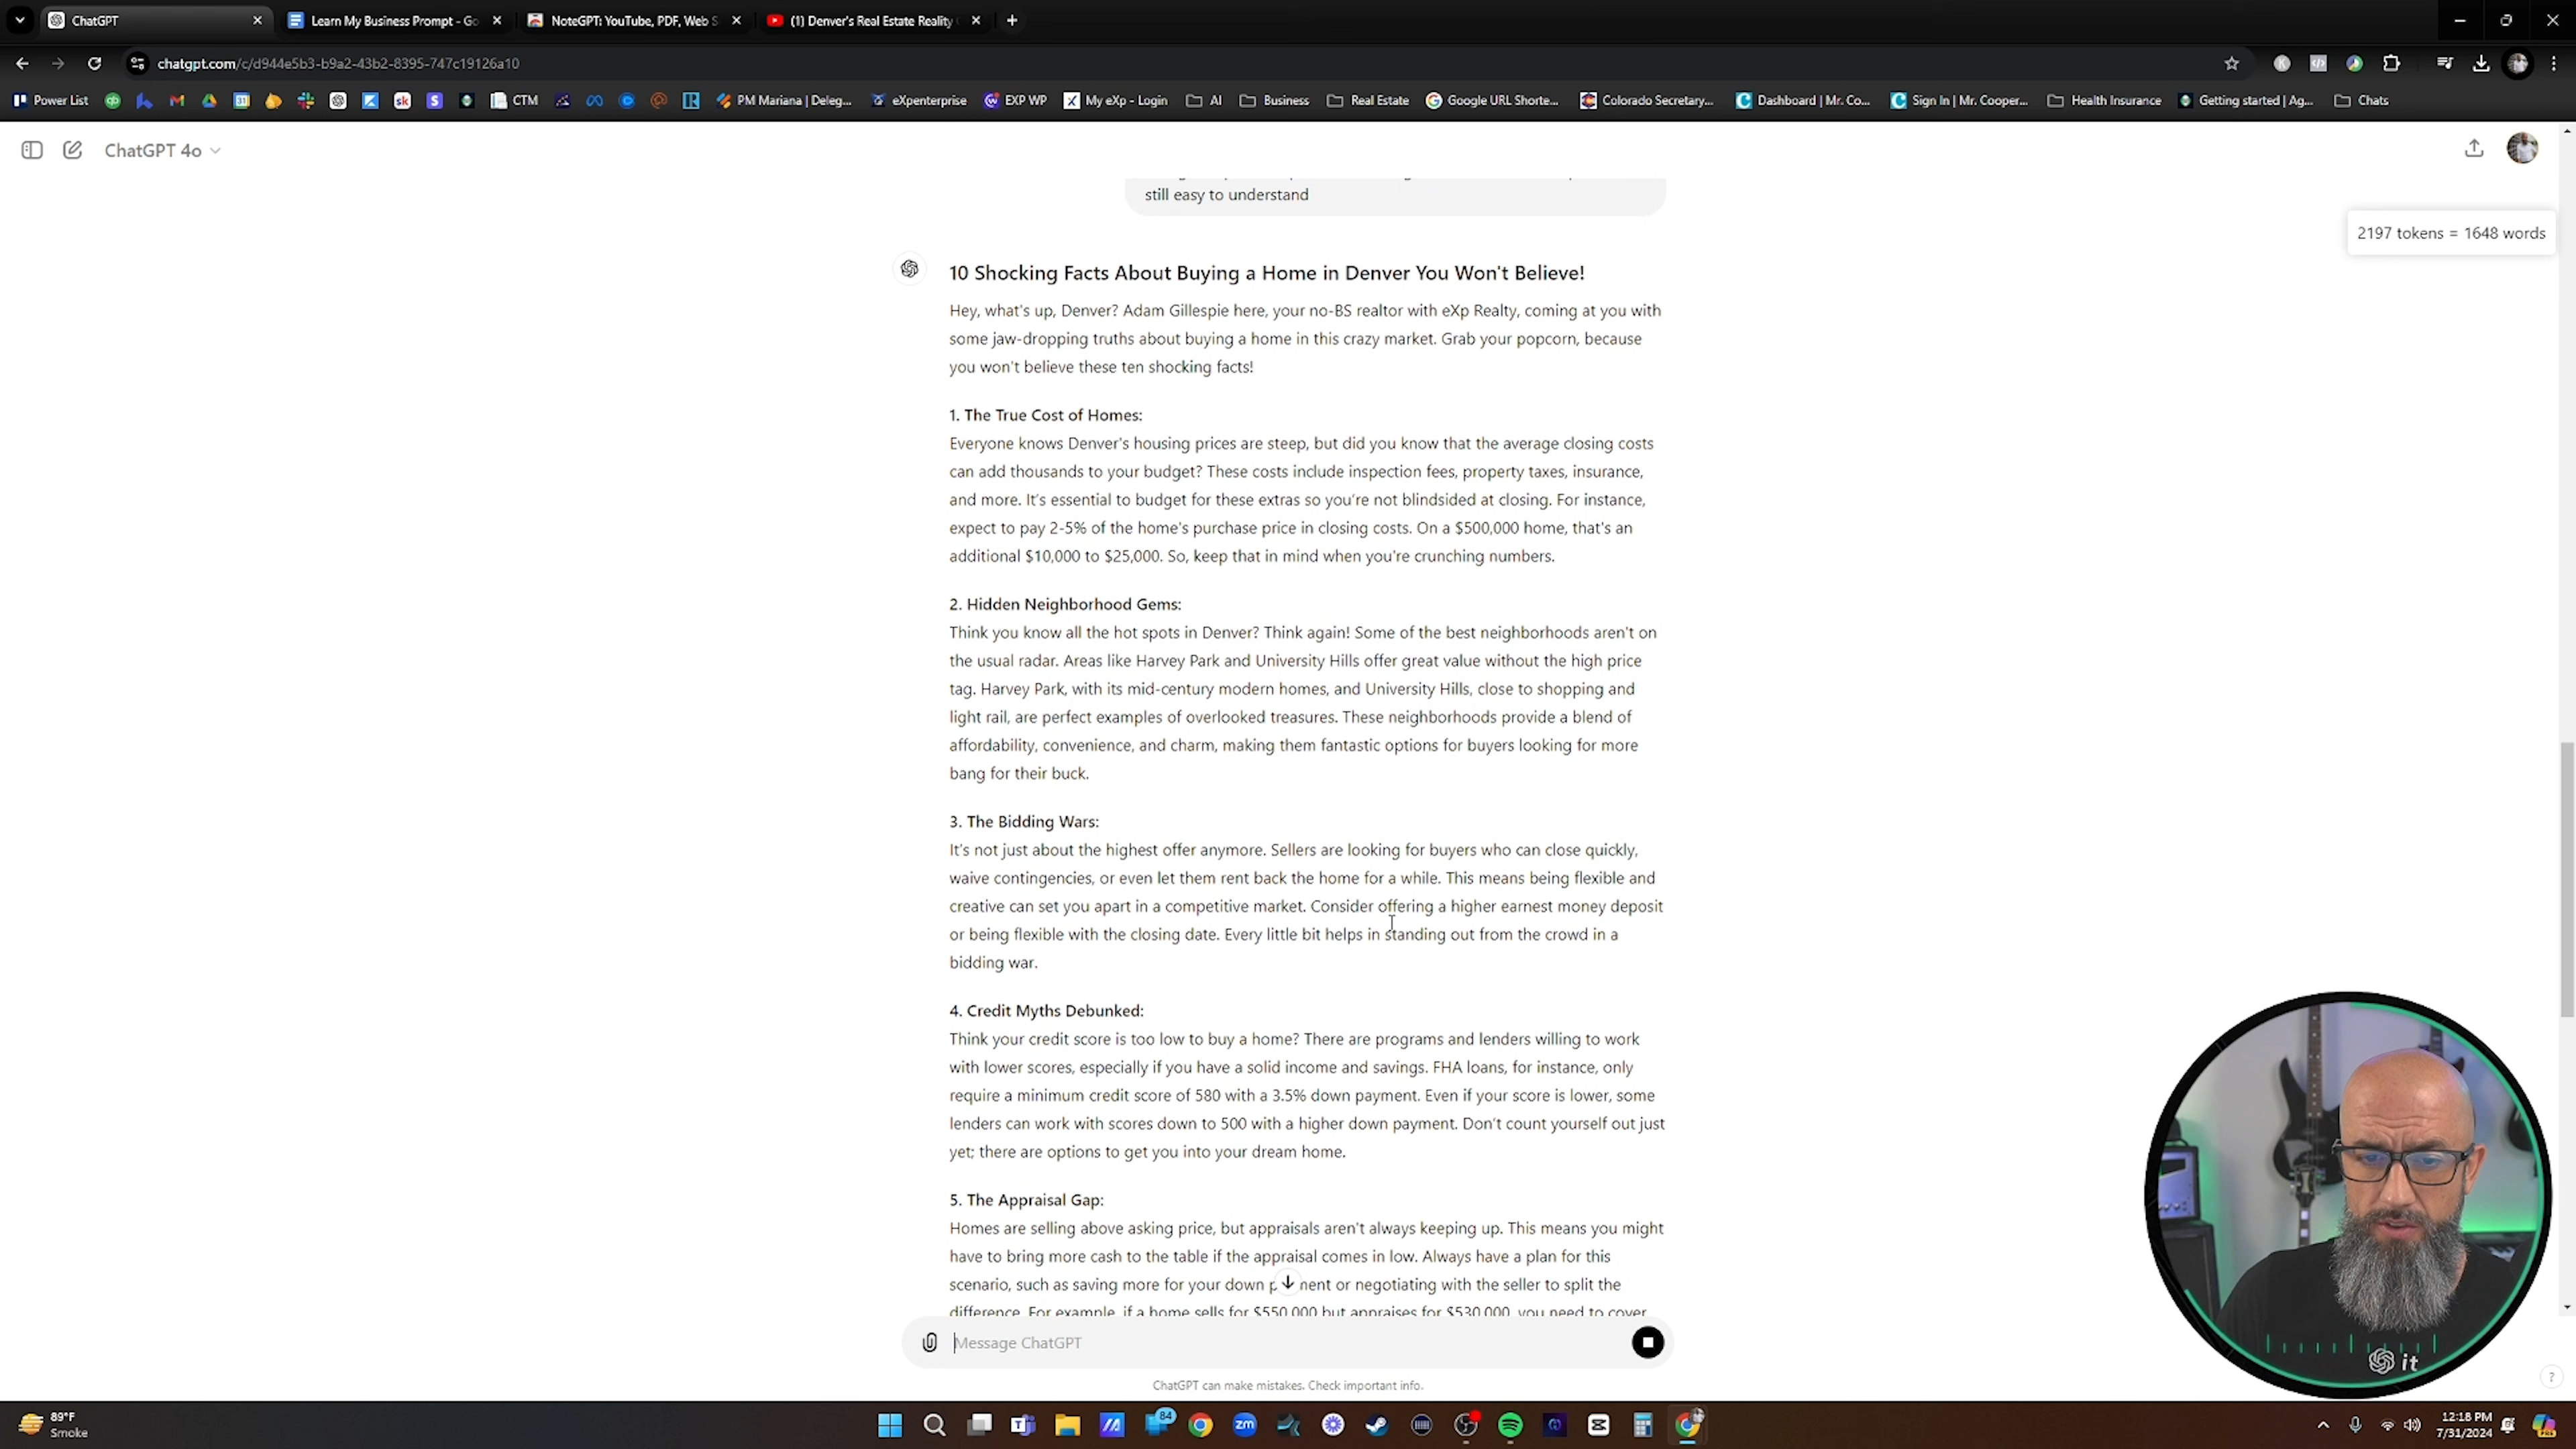 ChatGPT
Learn My Business Prompt - Go
NoteGPT: YouTube, PDF, Web S
(1) Denver's Real Estate Reality
chatgpt.com/c/d944e5b3-b9a2-43b2-8395-747c19126a10
Power List
CTM
PM Mariana | Deleg...
eXpenterprise
EXP WP
My eXp - Login
AI
Business
Real Estate
Google URL Shorte...
Colorado Secretary...
Dashboard | Mr. Co...
Sign In | Mr. Cooper...
Health Insurance
Getting started | Ag...
Chats
ChatGPT 4o
still easy to understand
2197 tokens = 1648 words
10 Shocking Facts About Buying a Home in Denver You Won't Believe!
Hey, what's up, Denver? Adam Gillespie here, your no-BS realtor with eXp Realty, coming at you with
some jaw-dropping truths about buying a home in this crazy market. Grab your popcorn, because
you won't believe these ten shocking facts!
1. The True Cost of Homes:
Everyone knows Denver's housing prices are steep, but did you know that the average closing costs
can add thousands to your budget? These costs include inspection fees, property taxes, insurance,
and more. It's essential to budget for these extras so you're not blindsided at closing. For instance,
expect to pay 2-5% of the home's purchase price in closing costs. On a $500,000 home, that's an
additional $10,000 to $25,000. So, keep that in mind when you're crunching numbers.
2. Hidden Neighborhood Gems:
Think you know all the hot spots in Denver? Think again! Some of the best neighborhoods aren't on
the usual radar. Areas like Harvey Park and University Hills offer great value without the high price
tag. Harvey Park, with its mid-century modern homes, and University Hills, close to shopping and
light rail, are perfect examples of overlooked treasures. These neighborhoods provide a blend of
affordability, convenience, and charm, making them fantastic options for buyers looking for more
bang for their buck.
3. The Bidding Wars:
It's not just about the highest offer anymore. Sellers are looking for buyers who can close quickly,
waive contingencies, or even let them rent back the home for a while. This means being flexible and
creative can set you apart in a competitive market. Consider offering a higher earnest money deposit
or being flexible with the closing date. Every little bit helps in standing out from the crowd in a
bidding war.
4. Credit Myths Debunked:
Think your credit score is too low to buy a home? There are programs and lenders willing to work
with lower scores, especially if you have a solid income and savings. FHA loans, for instance, only
require a minimum credit score of 580 with a 3.5% down payment. Even if your score is lower, some
lenders can work with scores down to 500 with a higher down payment. Don't count yourself out just
yet; there are options to get you into your dream home.
5. The Appraisal Gap:
Homes are selling above asking price, but appraisals aren't always keeping up. This means you might
have to bring more cash to the table if the appraisal comes in low. Always have a plan for this
scenario, such as saving more for your down p ment or negotiating with the seller to split the
difference. For example, if a home sells for $550,000 but appraises for $530,000, you need to cover
Message ChatGPT
ChatGPT can make mistakes. Check important info.
it
?
89°F
Smoke
84
zm
12:18 PM
7/31/2024